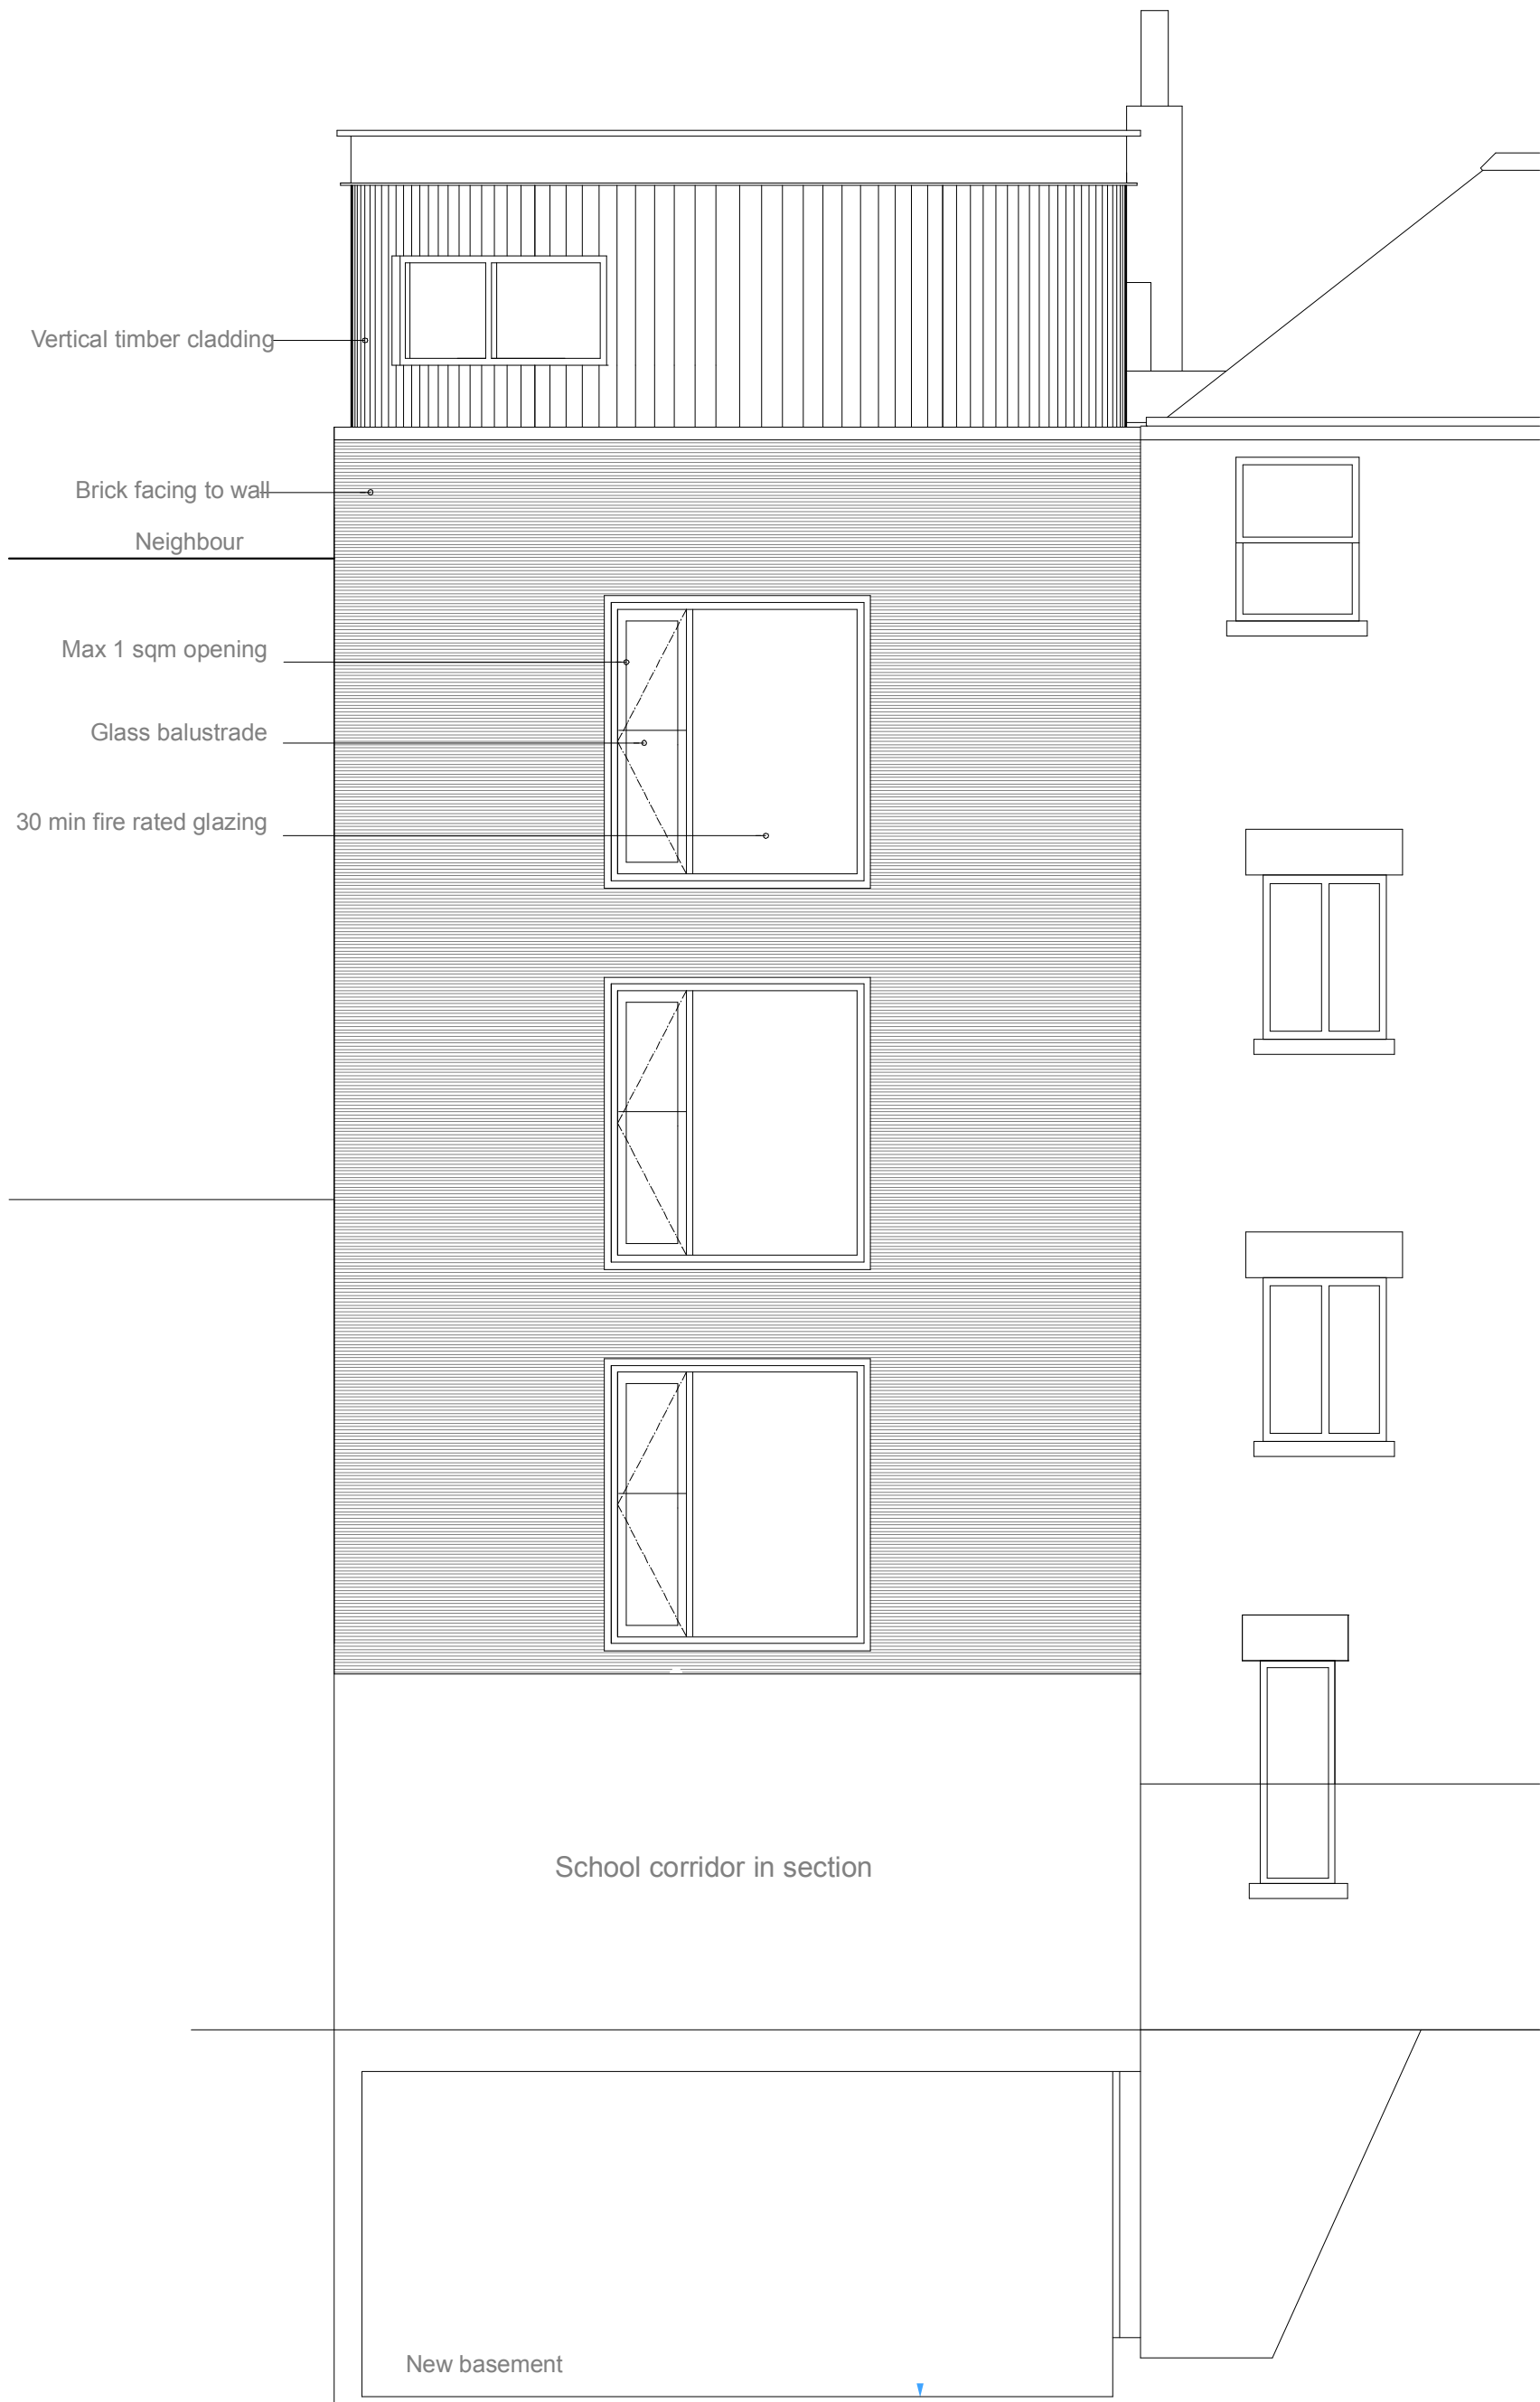 Vertical timber cladding
Brick facing to wall
Neighbour
Max 1 sqm opening
Glass balustrade
30 min fire rated glazing
School corridor in section
New basement